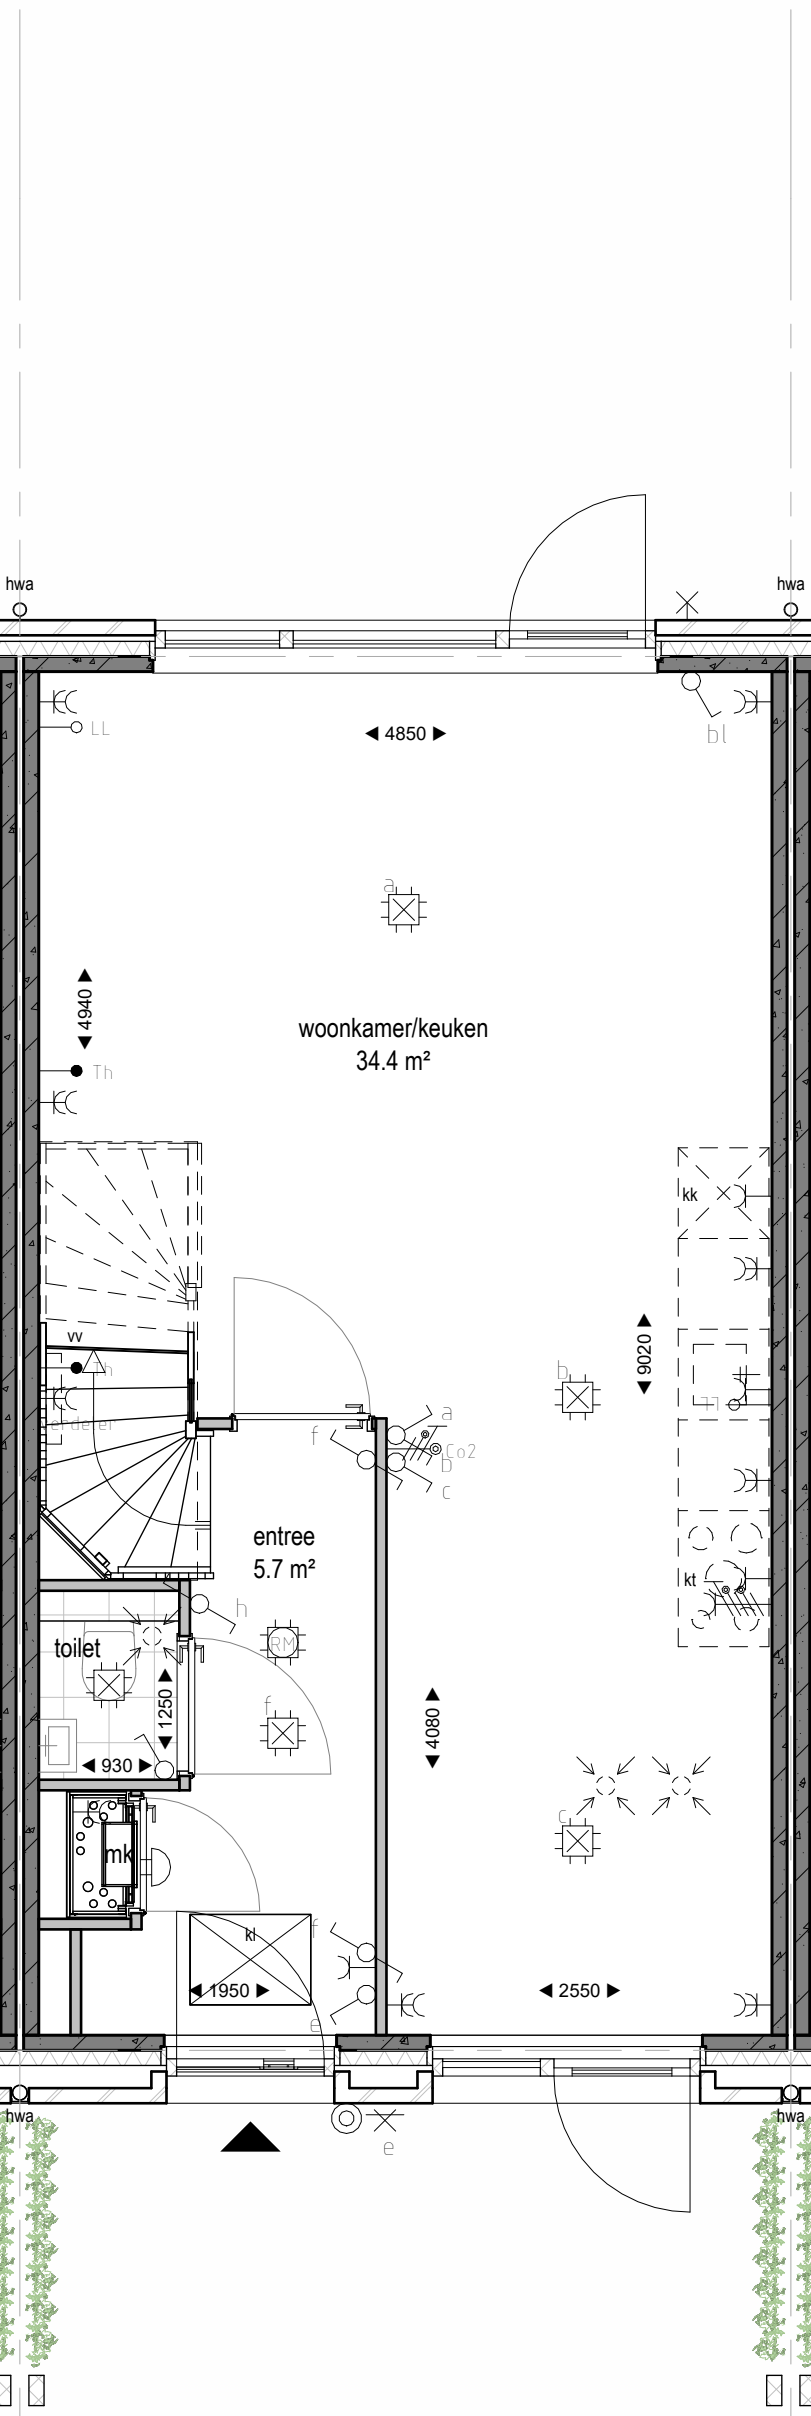 hwa
hwa
LL
bl
4850
a
4940
woonkamer/keuken
34.4 m²
Th
kk
vv
Th
9020
b
f
a
Co2
b
c
entree
5.7 m²
kt
h
toilet
RM
1250
f
4080
930
c
mk
kl
f
1950
2550
e
hwa
hwa
e